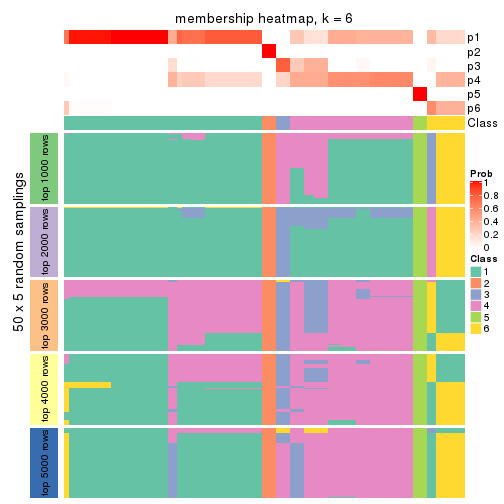 membership heatmap, k = 6
p1
p2
p3
p4
p5
p6
Class
50 x 5 random samplings
top 1000 rows
top 2000 rows
top 3000 rows
top 4000 rows
top 5000 rows
Prob
1
0.8
0.6
0.4
0.2
0
Class
1
2
3
4
5
6